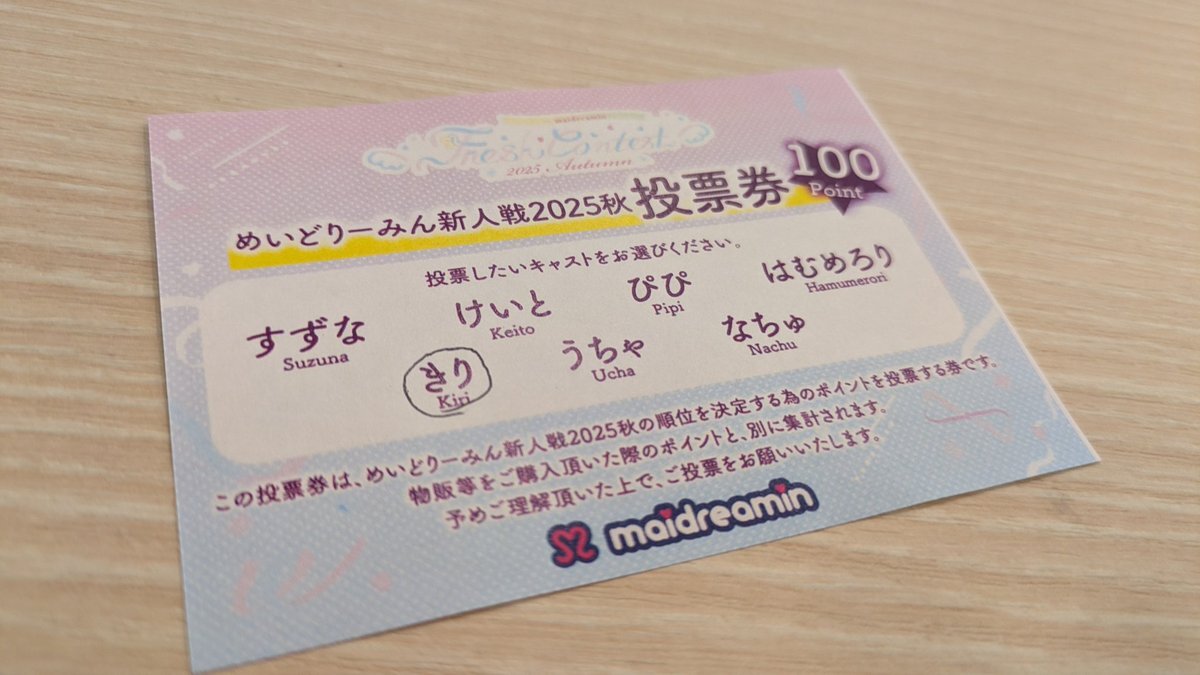 maidreamin
Fresh Contest
2025 Autumn
めいどりーみん新人戦2025秋 投票券
100
Point
投票したいキャストをお選びください。
すずな けいと ぴぴ はむめろり
Suzuna Keito Pipi Hamumerori
きり うちゃ なちゅ
Kiri Ucha Nachu
この投票券は、めいどりーみん新人戦2025秋の順位を決定する為のポイントを投票する券です。
物販等をご購入頂いた際のポイントと、別に集計されます。
予めご理解頂いた上で、ご投票をお願いいたします。
maidreamin